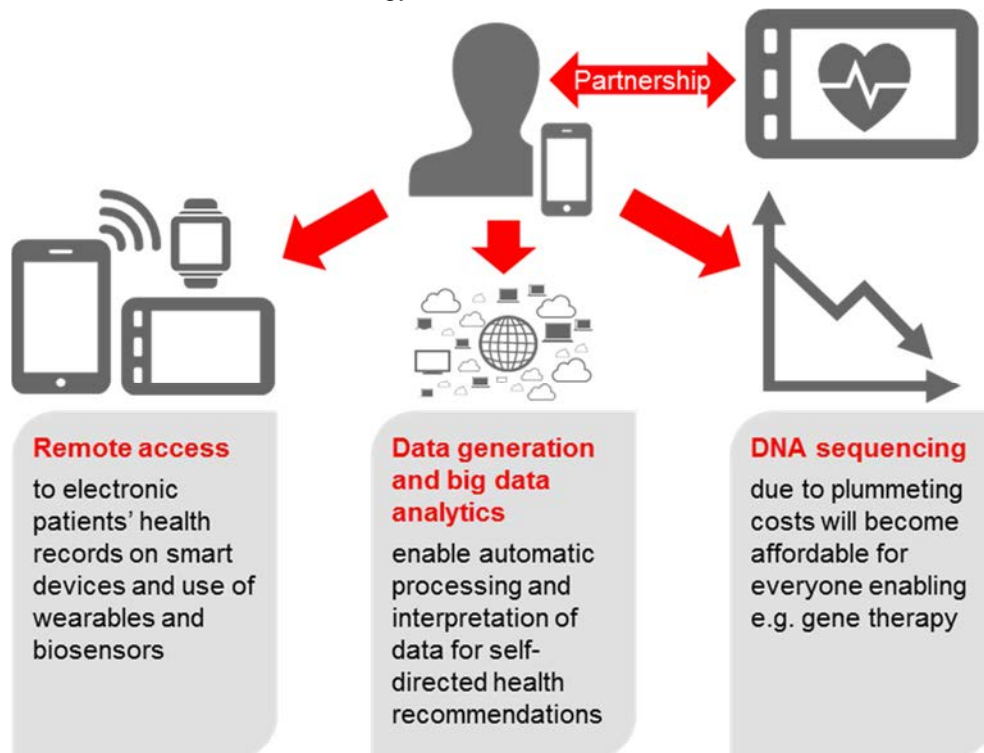 Partnership
Remote access
to electronic
patients' health
records on smart
devices and use of
wearables and
biosensors
Data generation
and big data
analytics
enable automatic
processing and
interpretation of
data for self-
directed health
recommendations
DNA sequencing
due to plummeting
costs will become
affordable for
everyone enabling
e.g. gene therapy